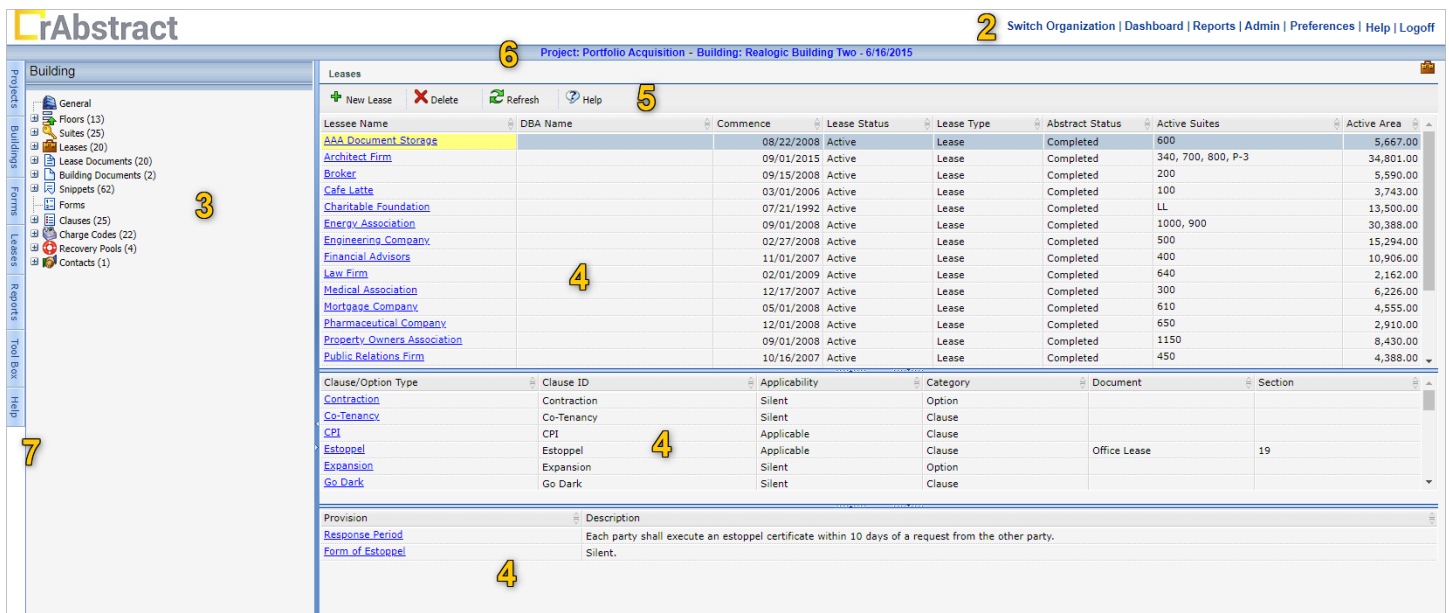 rAbstract
2 Switch Organization | Dashboard | Reports | Admin | Preferences | Help | Logoff
6 Project: Portfolio Acquisition - Building: Realogic Building Two - 6/16/2015
Projects
Buildings
Forms
Leases
Reports
Tool Box
Help
7
Building
General
Floors (13)
Suites (25)
Leases (20)
Lease Documents (20)
Building Documents (2)
Snippets (62)
Forms
Clauses (25)
Charge Codes (22)
Recovery Pools (4)
Contacts (1)
3
Leases
New Lease Delete Refresh Help 5
Lessee Name DBA Name Commence Lease Status Lease Type Abstract Status Active Suites Active Area
AAA Document Storage 08/22/2008 Active Lease Completed 600 5,667.00
Architect Firm 09/01/2015 Active Lease Completed 340, 700, 800, P-3 34,801.00
Broker 09/15/2008 Active Lease Completed 200 5,590.00
Cafe Latte 03/01/2006 Active Lease Completed 100 3,743.00
Charitable Foundation 07/21/1992 Active Lease Completed LL 13,500.00
Energy Association 09/01/2008 Active Lease Completed 1000, 900 30,388.00
Engineering Company 02/27/2008 Active Lease Completed 500 15,294.00
Financial Advisors 11/01/2007 Active Lease Completed 400 10,906.00
Law Firm 02/01/2009 Active Lease Completed 640 2,162.00
4
Medical Association 12/17/2007 Active Lease Completed 300 6,226.00
Mortgage Company 05/01/2008 Active Lease Completed 610 4,555.00
Pharmaceutical Company 12/01/2008 Active Lease Completed 650 2,910.00
Property Owners Association 09/01/2008 Active Lease Completed 1150 8,430.00
Public Relations Firm 10/16/2007 Active Lease Completed 450 4,388.00
Clause/Option Type Clause ID Applicability Category Document Section
Contraction Contraction Silent Option
Co-Tenancy Co-Tenancy Silent Clause
CPI CPI Applicable Clause
Estoppel Estoppel 4 Applicable Clause Office Lease 19
Expansion Expansion Silent Option
Go Dark Go Dark Silent Clause
Provision Description
Response Period Each party shall execute an estoppel certificate within 10 days of a request from the other party.
Form of Estoppel Silent.
4